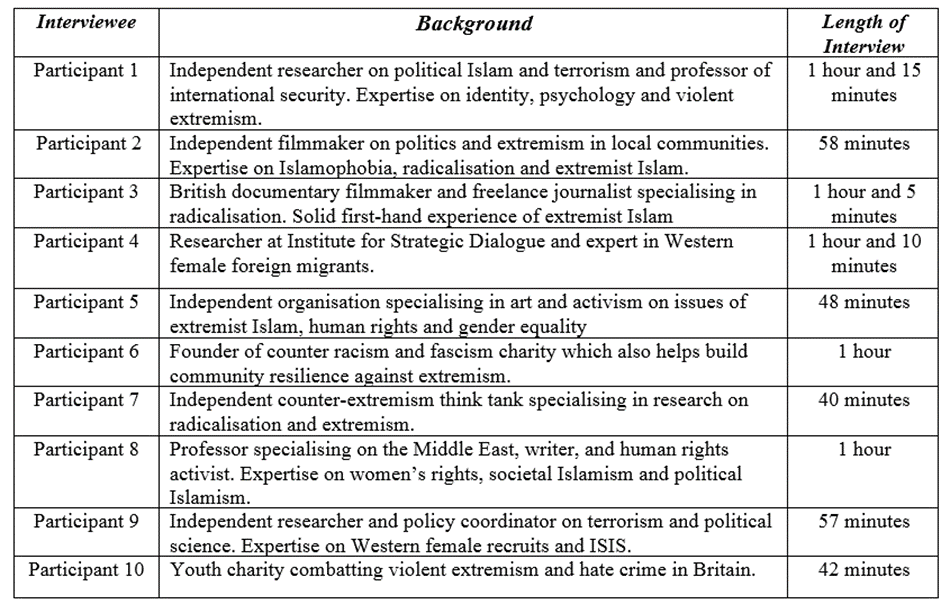 Interviewee Background Length of
Interview
Participant 1 Independent researcher on political Islam and terrorism and professor of 1 hour and 15
international security. Expertise on identity, psychology and violent minutes
extremism.
Participant 2 Independent filmmaker on politics and extremism in local communities. 58 minutes
Expertise on Islamophobia, radicalisation and extremist Islam.
Participant 3 British documentary filmmaker and freelance journalist specialising in 1 hour and 5
radicalisation. Solid first-hand experience of extremist Islam minutes
Participant 4 Researcher at Institute for Strategic Dialogue and expert in Western 1 hour and 10
female foreign migrants. minutes
Participant 5 Independent organisation specialising in art and activism on issues of 48 minutes
extremist Islam, human rights and gender equality
Participant 6 Founder of counter racism and fascism charity which also helps build 1 hour
community resilience against extremism.
Participant 7 Independent counter-extremism think tank specialising in research on 40 minutes
radicalisation and extremism.
Participant 8 Professor specialising on the Middle East, writer, and human rights 1 hour
activist. Expertise on women's rights, societal Islamism and political
Islamism.
Participant 9 Independent researcher and policy coordinator on terrorism and political 57 minutes
science. Expertise on Western female recruits and ISIS.
Participant 10 Youth charity combatting violent extremism and hate crime in Britain. 42 minutes